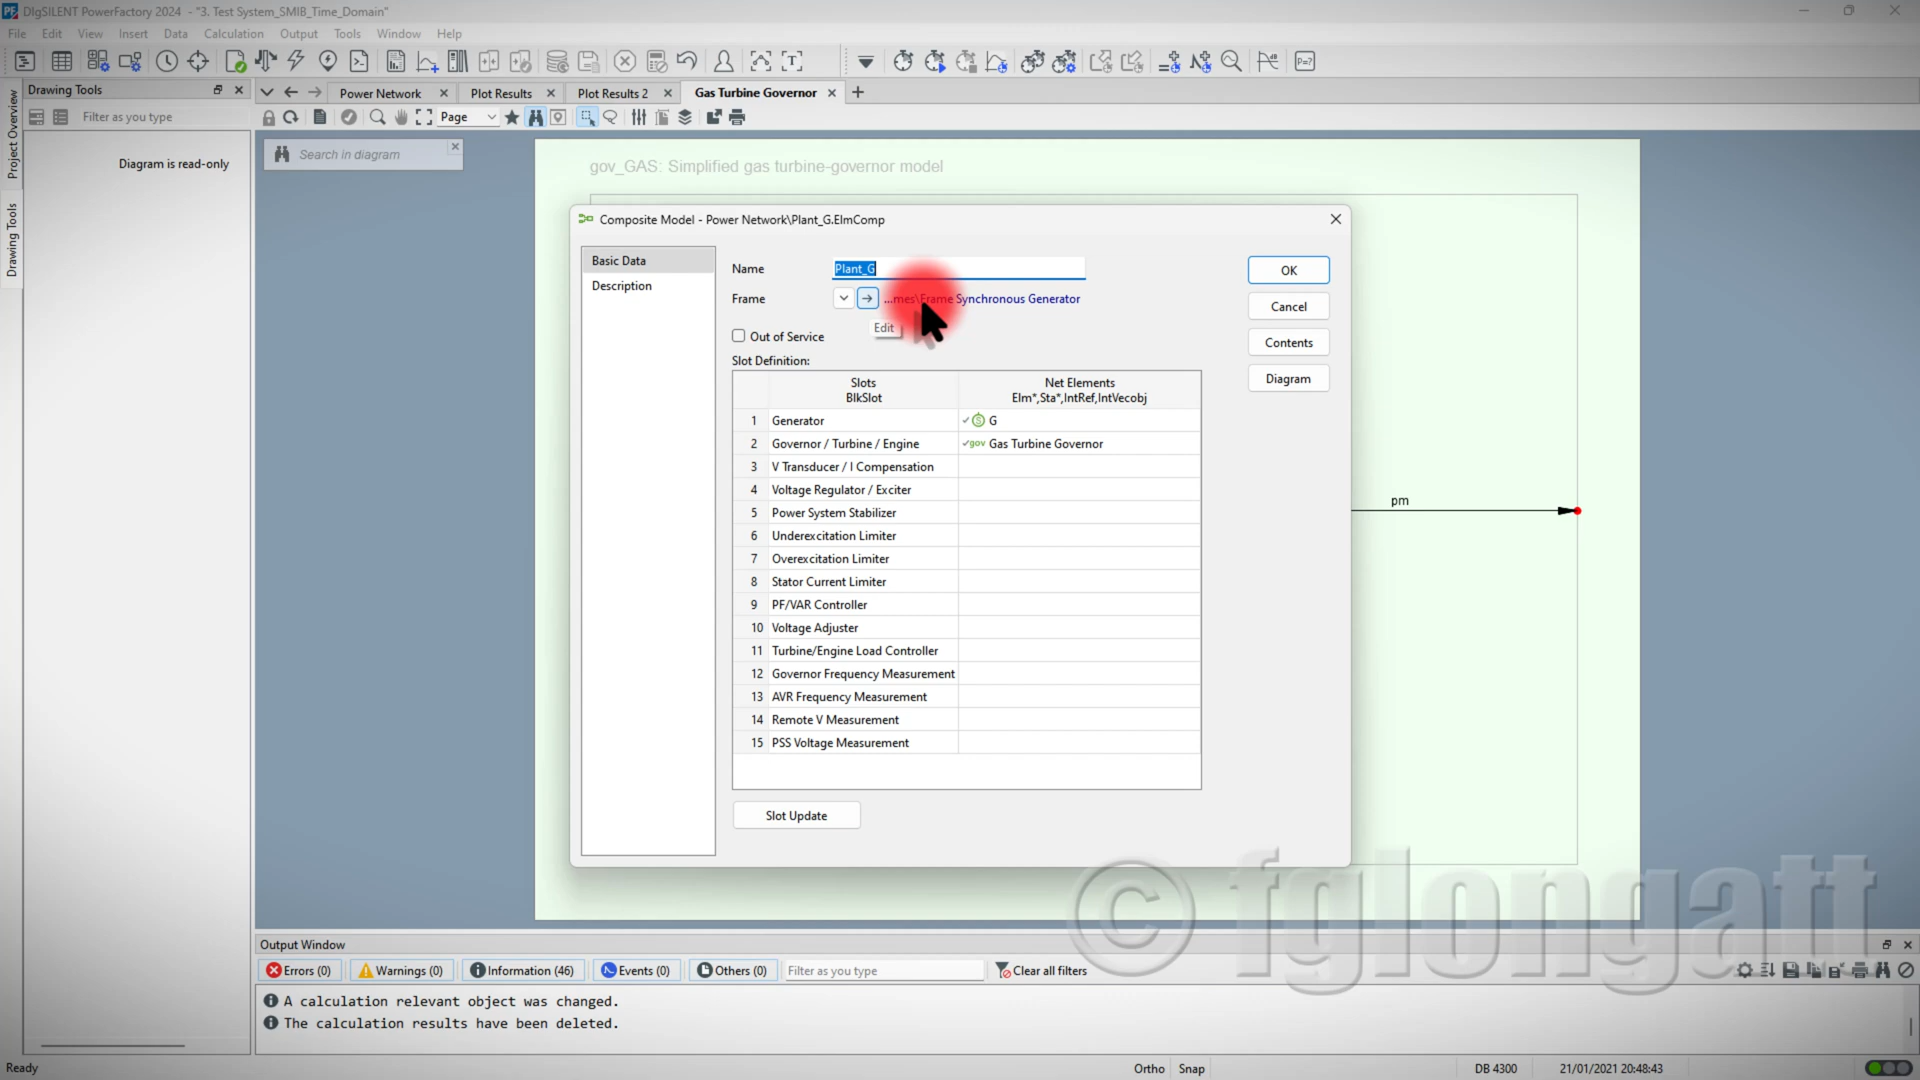 DIgSILENT PowerFactory 2024 - "3. Test System_SMIB_Time_Domain"
File Edit View Insert Data Calculation Output Tools Window Help
Drawing Tools
Power Network
Plot Results
Plot Results 2
Gas Turbine Governor
Filter as you type
Page
Project Overview
Drawing Tools
Diagram is read-only
Search in diagram
gov_GAS: Simplified gas turbine-governor model
Composite Model - Power Network\Plant_G.ElmComp
Basic Data
Description
Name
Plant_G
Frame
...mes\Frame Synchronous Generator
Edit
Out of Service
OK
Cancel
Contents
Diagram
Slot Definition:
Slots
BlkSlot
Net Elements
Elm*,Sta*,IntRef,IntVecobj
1 Generator G
2 Governor / Turbine / Engine gov Gas Turbine Governor
3 V Transducer / I Compensation
4 Voltage Regulator / Exciter
5 Power System Stabilizer
6 Underexcitation Limiter
7 Overexcitation Limiter
8 Stator Current Limiter
9 PF/VAR Controller
10 Voltage Adjuster
11 Turbine/Engine Load Controller
12 Governor Frequency Measurement
13 AVR Frequency Measurement
14 Remote V Measurement
15 PSS Voltage Measurement
Slot Update
pm
© fglongatt
Output Window
Errors (0) Warnings (0) Information (46) Events (0) Others (0) Filter as you type Clear all filters
A calculation relevant object was changed.
The calculation results have been deleted.
Ready
Ortho Snap DB 4300 21/01/2021 20:48:43